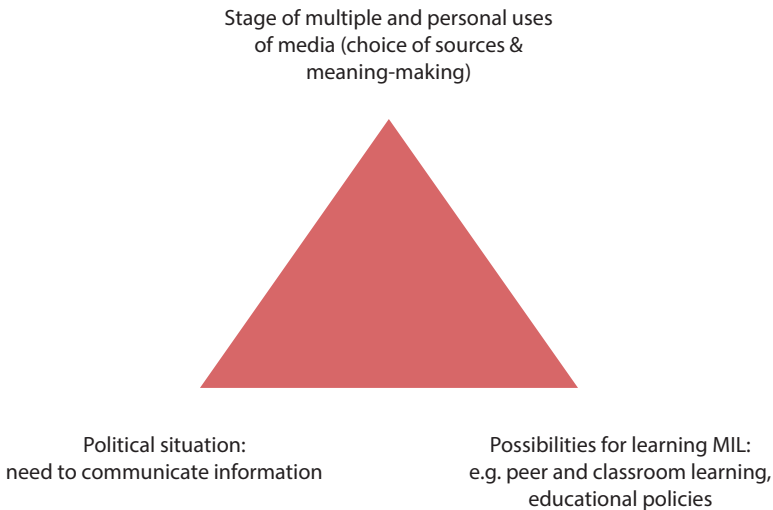 Stage of multiple and personal uses
of media (choice of sources &
meaning-making)
Political situation:
need to communicate information
Possibilities for learning MIL:
e.g. peer and classroom learning,
educational policies